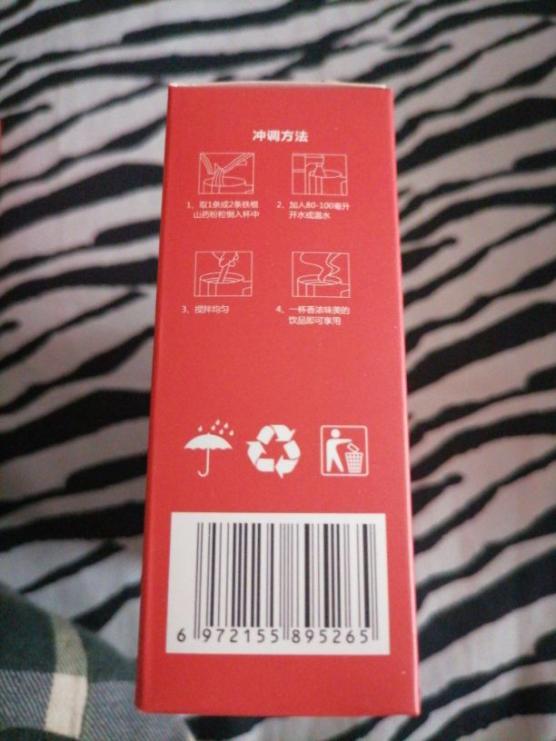 冲调方法
1、取1条或2条铁棍
山药粉粒倒入杯中
2、加入80-100毫升
开水或温水
3、搅拌均匀
4、一杯香浓味美的
饮品即可享用
6 972155 895265